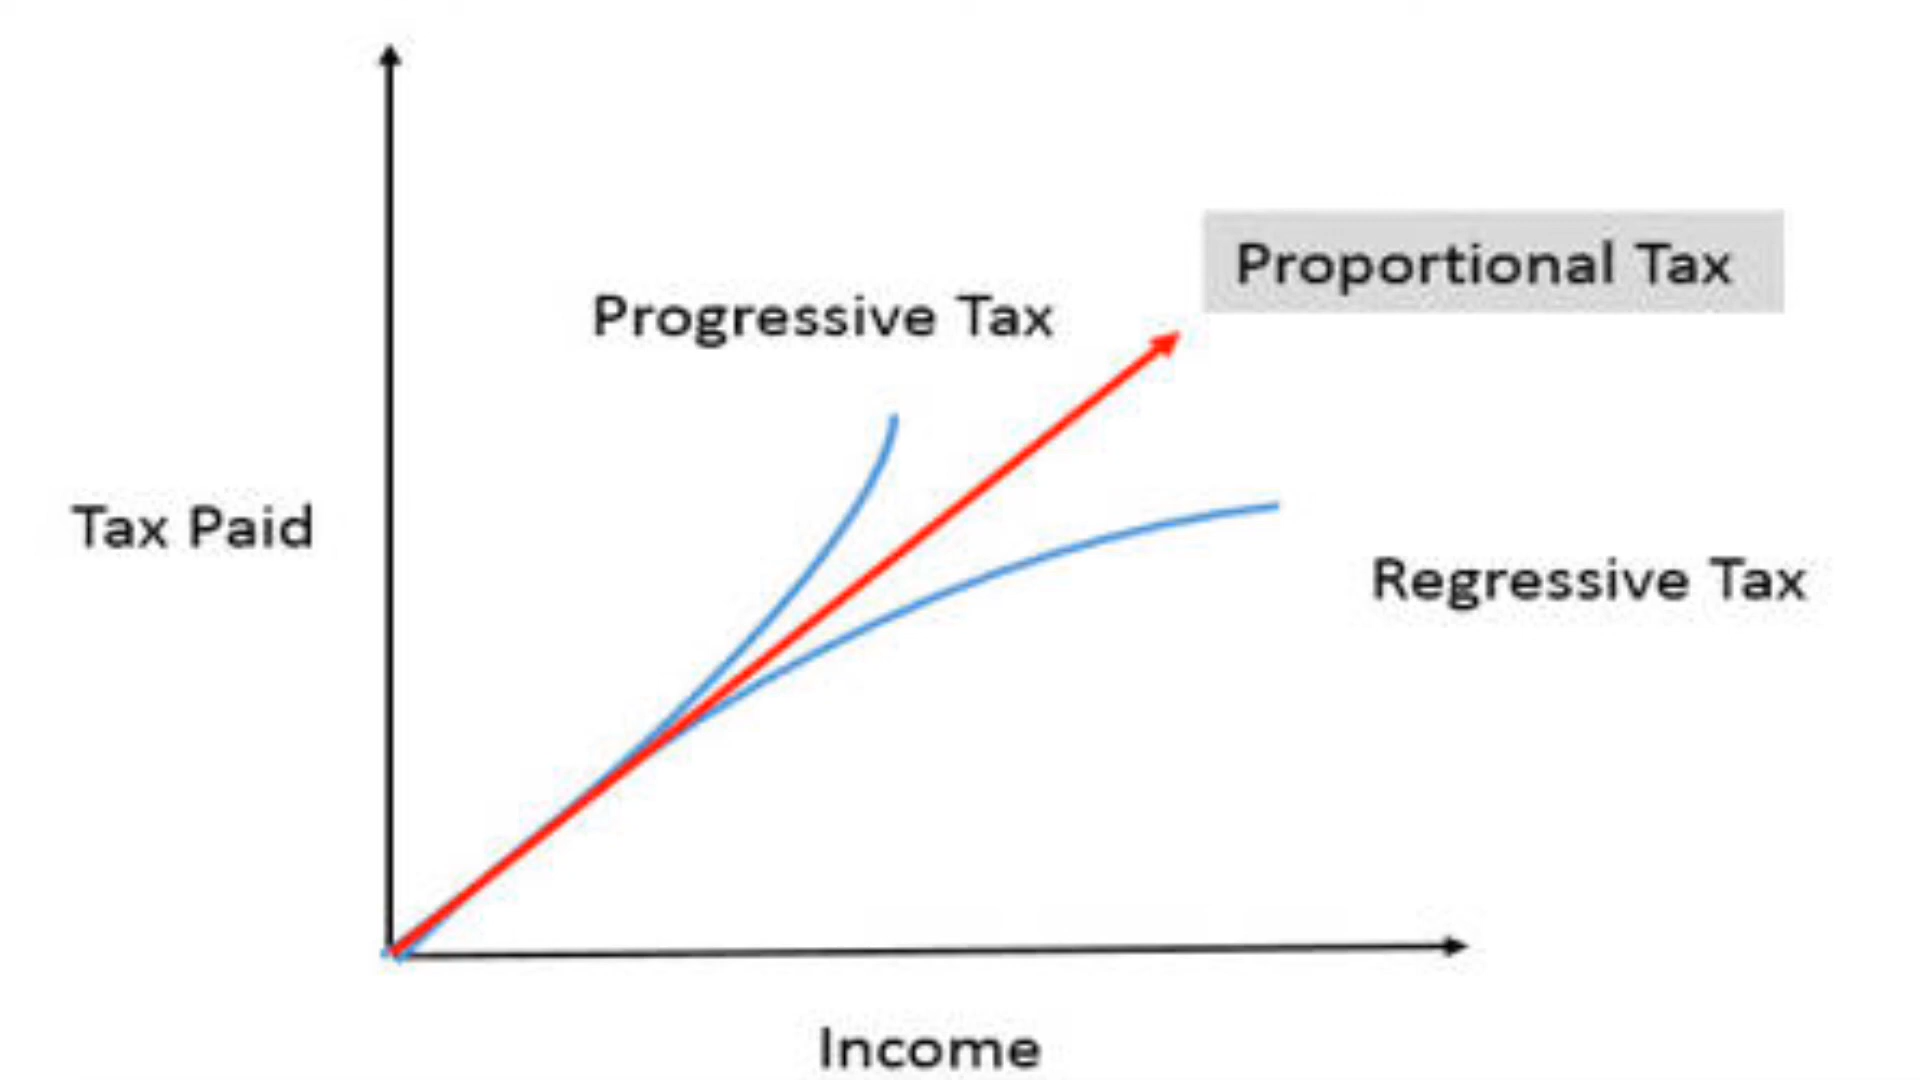 Proportional Tax
Progressive Tax
Tax Paid
Regressive Tax
Income